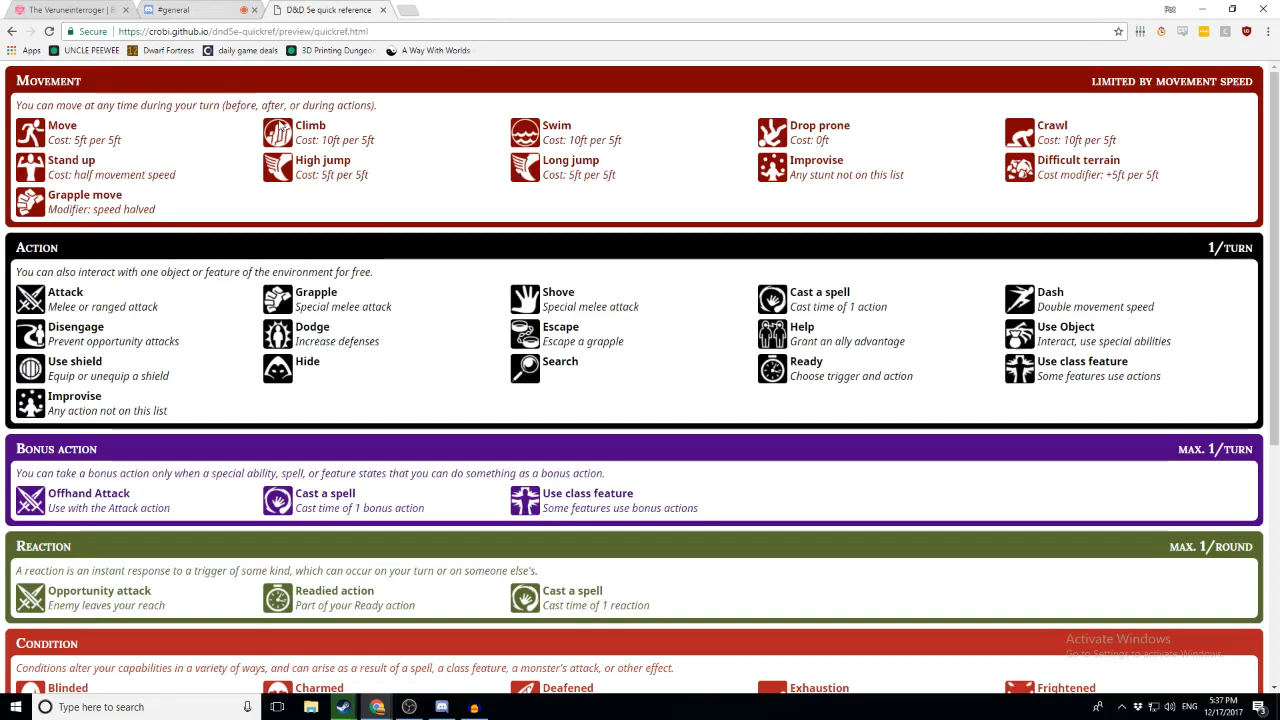 The Veruneinterroger | R
#general
D&D 5e quick reference
Secure
https://crobi.github.io/dnd5e-quickref/preview/quickref.html
Apps
UNCLE PEEWEE
Dwarf Fortress
daily game deals
3D Printing Dungeon
A Way With Worlds
MOVEMENT
LIMITED BY MOVEMENT SPEED
You can move at any time during your turn (before, after, or during actions).
Move
Cost: 5ft per 5ft
Climb
Cost: 10ft per 5ft
Swim
Cost: 10ft per 5ft
Drop prone
Cost: 0ft
Crawl
Cost: 10ft per 5ft
Stand up
Cost: half movement speed
High jump
Cost: 5ft per 5ft
Long jump
Cost: 5ft per 5ft
Improvise
Any stunt not on this list
Difficult terrain
Cost modifier: +5ft per 5ft
Grapple move
Modifier: speed halved
ACTION
1/TURN
You can also interact with one object or feature of the environment for free.
Attack
Melee or ranged attack
Grapple
Special melee attack
Shove
Special melee attack
Cast a spell
Cast time of 1 action
Dash
Double movement speed
Disengage
Prevent opportunity attacks
Dodge
Increase defenses
Escape
Escape a grapple
Help
Grant an ally advantage
Use Object
Interact, use special abilities
Use shield
Equip or unequip a shield
Hide
Search
Ready
Choose trigger and action
Use class feature
Some features use actions
Improvise
Any action not on this list
BONUS ACTION
MAX. 1/TURN
You can take a bonus action only when a special ability, spell, or feature states that you can do something as a bonus action.
Offhand Attack
Use with the Attack action
Cast a spell
Cast time of 1 bonus action
Use class feature
Some features use bonus actions
REACTION
MAX. 1/ROUND
A reaction is an instant response to a trigger of some kind, which can occur on your turn or on someone else's.
Opportunity attack
Enemy leaves your reach
Readied action
Part of your Ready action
Cast a spell
Cast time of 1 reaction
CONDITION
Activate Windows
Go to Settings to activate Windows.
Conditions alter your capabilities in a variety of ways, and can arise as a result of a spell, a class feature, a monster's attack, or other effect.
Blinded
Charmed
Deafened
Exhaustion
Frightened
Type here to search
ENG
5:37 PM
12/17/2017
3